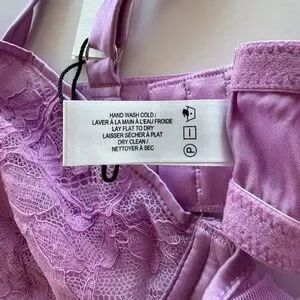 HAND WASH COLD /
LAVER À LA MAIN À L'EAU FROIDE
LAY FLAT TO DRY
LAISSER SÉCHER À PLAT
DRY CLEAN /
NETTOYER À SEC
P